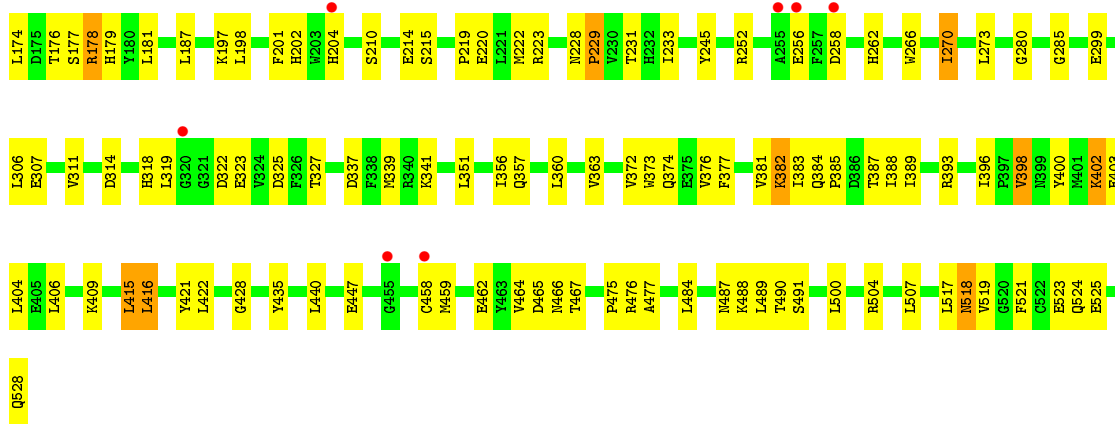 L174 D175 T176 S177 R178 H179 Y180 L181 L187 K197 L198 F201 H202 W203 H204 S210 E214 S215 P219 E220 L221 M222 R223 N228 P229 V230 T231 H232 I233 Y245 R252 A255 E256 F257 D258 H262 W266 I270 L273 G280 G285 E299
L306 E307 V311 D314 H318 L319 G320 G321 D322 E323 V324 D325 F326 T327 D337 F338 M339 R340 K341 L351 I356 Q357 L360 V363 V372 W373 Q374 E375 V376 F377 V381 K382 I383 Q384 P385 D386 T387 I388 I389 R393 I396 P397 V398 N399 Y400 M401 K402 E403
L404 E405 L406 K409 L415 L416 Y421 L422 G428 Y435 L440 E447 G455 C458 M459 E462 Y463 V464 D465 N466 T467 P475 R476 A477 L484 N487 K488 L489 T490 S491 L500 R504 L507 L517 N518 V519 G520 F521 C522 E523 Q524 E525
Q528